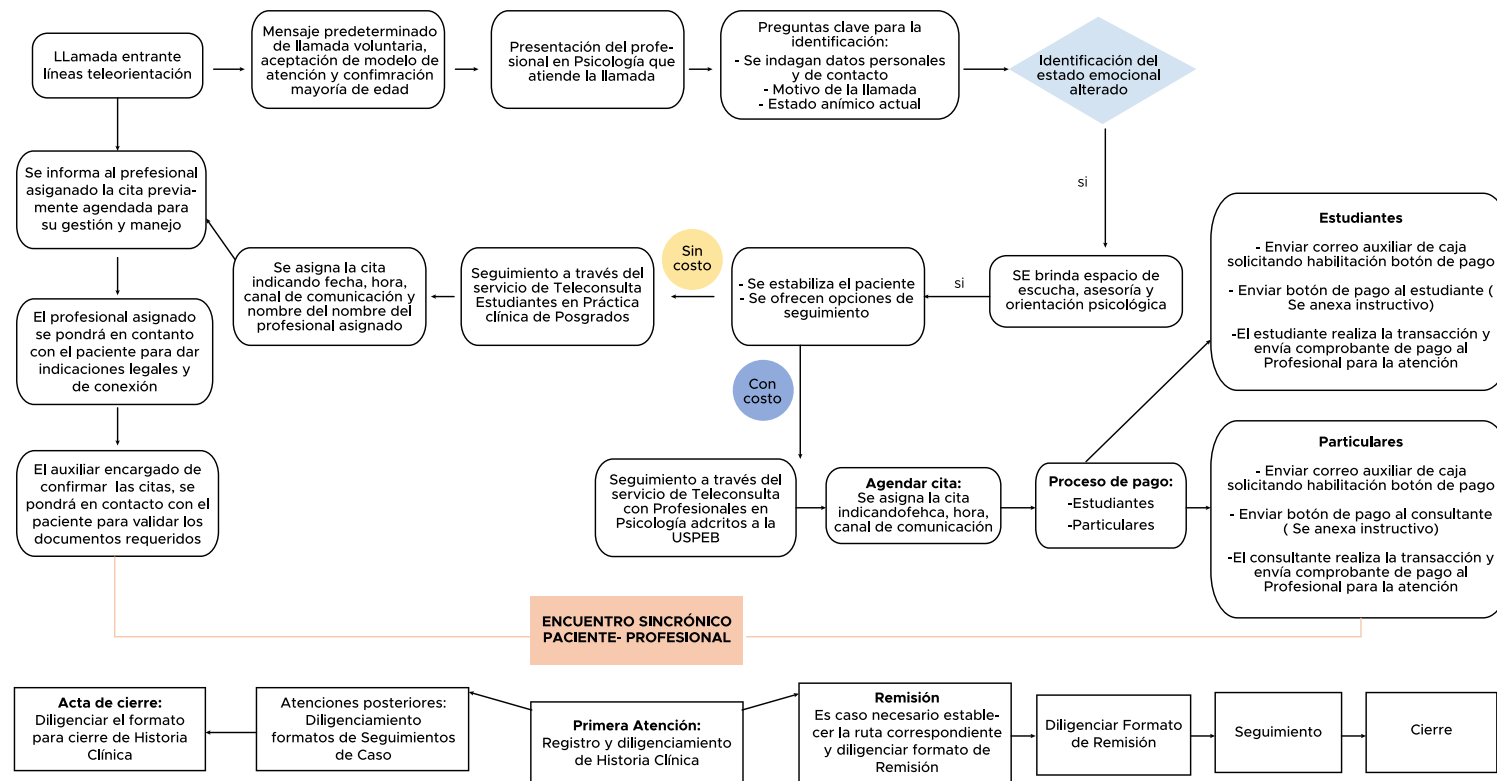 LLamada entrante
líneas teleorientación
Mensaje predeterminado
de llamada voluntaria,
aceptación de modelo de
atención y confimración
mayoría de edad
Presentación del profe-
sional en Psicología que
atiende la llamada
Preguntas clave para la
identificación:
- Se indagan datos personales
y de contacto
- Motivo de la llamada
- Estado anímico actual
Identificación del
estado emocional
alterado
si
Se informa al prefesional
asiganado la cita previa-
mente agendada para
su gestión y manejo
Se asigna la cita
indicando fecha, hora,
canal de comunicación y
nombre del nombre del
profesional asignado
Seguimiento a través del
servicio de Teleconsulta
Estudiantes en Práctica
clínica de Posgrados
Sin
costo
- Se estabiliza el paciente
- Se ofrecen opciones de
seguimiento
si
SE brinda espacio de
escucha, asesoría y
orientación psicológica
Estudiantes
- Enviar correo auxiliar de caja
solicitando habilitación botón de pago
- Enviar botón de pago al estudiante (
Se anexa instructivo)
-El estudiante realiza la transacción y
envía comprobante de pago al
Profesional para la atención
El profesional asignado
se pondrá en contanto
con el paciente para dar
indicaciones legales y
de conexión
Con
costo
El auxiliar encargado de
confirmar las citas, se
pondrá en contacto con el
paciente para validar los
documentos requeridos
Seguimiento a través del
servicio de Teleconsulta
con Profesionales en
Psicología adcritos a la
USPEB
Agendar cita:
Se asigna la cita
indicandofehca, hora,
canal de comunicación
Proceso de pago:
-Estudiantes
-Particulares
Particulares
- Enviar correo auxiliar de caja
solicitando habilitación botón de pago
- Enviar botón de pago al consultante
( Se anexa instructivo)
-El consultante realiza la transacción y
envía comprobante de pago al
Profesional para la atención
ENCUENTRO SINCRÓNICO
PACIENTE- PROFESIONAL
Acta de cierre:
Diligenciar el formato
para cierre de Historia
Clínica
Atenciones posteriores:
Diligenciamiento
formatos de Seguimientos
de Caso
Primera Atención:
Registro y diligenciamiento
de Historia Clínica
Remisión
Es caso necesario estable-
cer la ruta correspondiente
y diligenciar formato de
Remisión
Diligenciar Formato
de Remisión
Seguimiento
Cierre